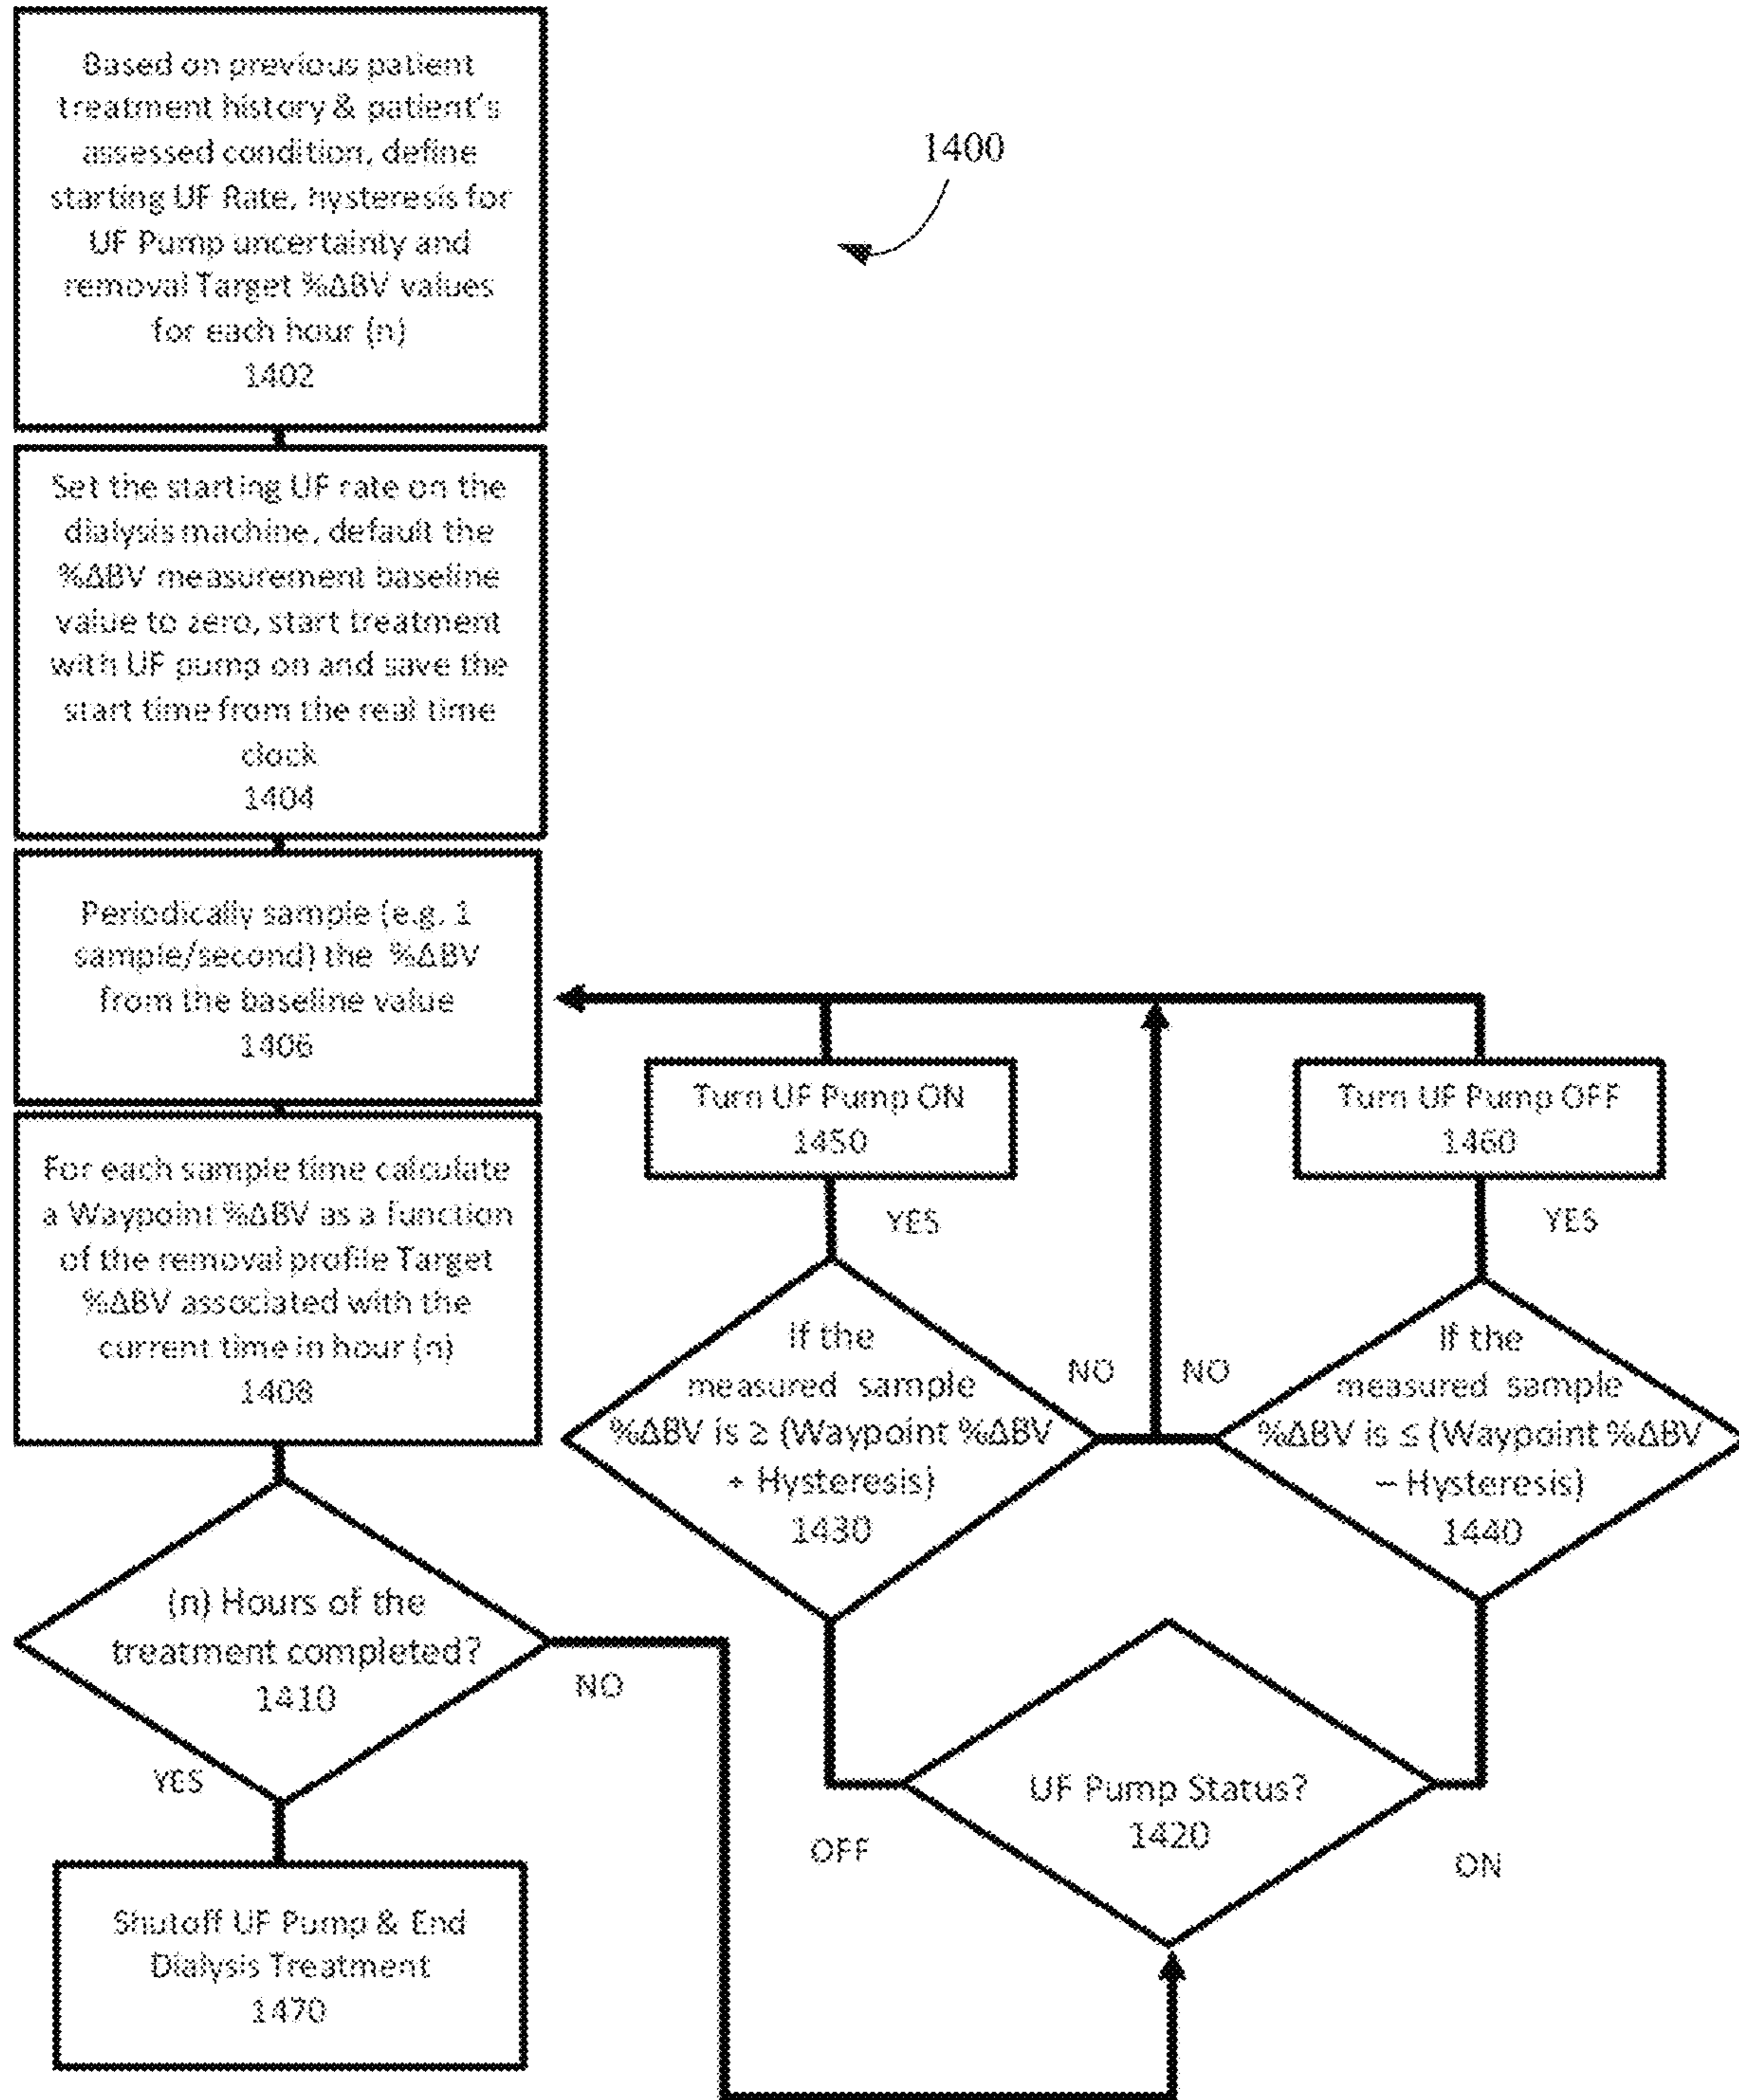 Based on previous patient
treatment history & patient's
assessed condition, define
starting UF Rate, hysteresis for
UF Pump uncertainty and
removal Target %ΔBV values
for each hour (n)
1402
1400
Set the starting UF rate on the
dialysis machine, default the
%ΔBV measurement baseline
value to zero, start treatment
with UF pump on and save the
start time from the real time
clock
1404
Periodically sample (e.g. 1
sample/second) the %ΔBV
from the baseline value
1406
For each sample time calculate
a Waypoint %ΔBV as a function
of the removal profile Target
%ΔBV associated with the
current time in hour (n)
1408
(n) Hours of the
treatment completed?
1410
NO
YES
Shutoff UF Pump & End
Dialysis Treatment
1470
Turn UF Pump ON
1450
YES
If the
measured sample
%ΔBV is ≥ (Waypoint %ΔBV
+ Hysteresis)
1430
NO
Turn UF Pump OFF
1460
YES
NO
If the
measured sample
%ΔBV is ≤ (Waypoint %ΔBV
– Hysteresis)
1440
UF Pump Status?
1420
OFF
ON